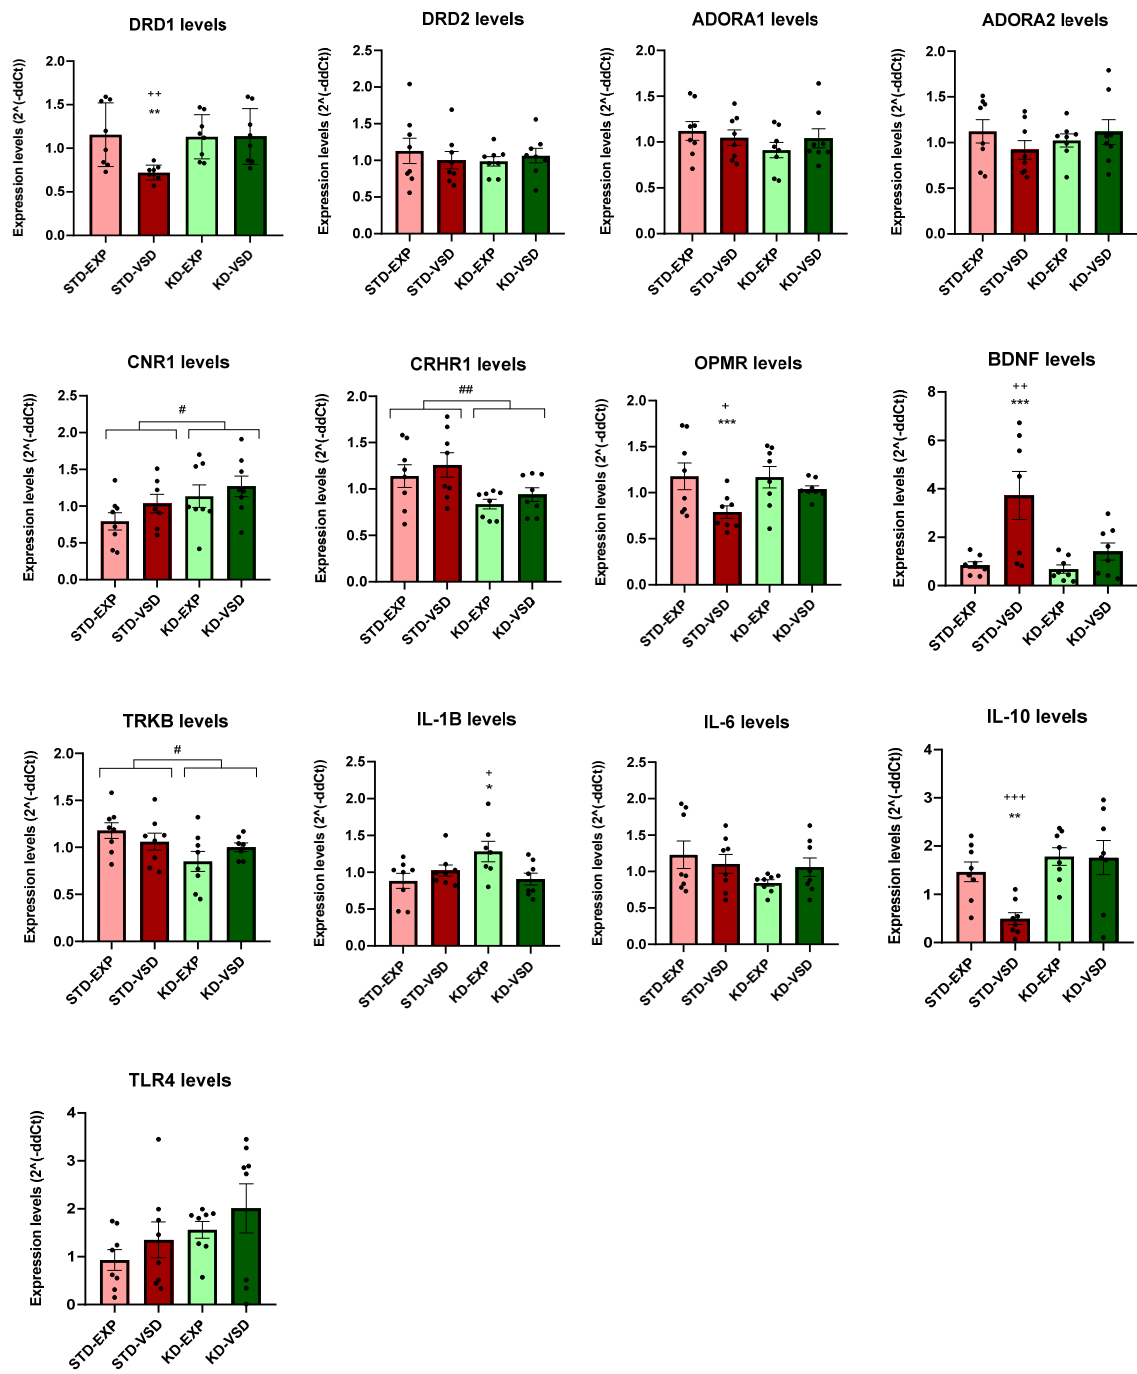 DRD1 levels
Expression levels (2^(-ddCt))
2.0
1.5
1.0
0.5
0.0
++
**
STD-EXP
STD-VSD
KD-EXP
KD-VSD
DRD2 levels
Expression levels (2^(-ddCt))
2.5
2.0
1.5
1.0
0.5
0.0
STD-EXP
STD-VSD
KD-EXP
KD-VSD
ADORA1 levels
Expression levels (2^(-ddCt))
2.0
1.5
1.0
0.5
0.0
STD-EXP
STD-VSD
KD-EXP
KD-VSD
ADORA2 levels
Expression levels (2^(-ddCt))
2.0
1.5
1.0
0.5
0.0
STD-EXP
STD-VSD
KD-EXP
KD-VSD
CNR1 levels
Expression levels (2^(-ddCt))
2.5
2.0
1.5
1.0
0.5
0.0
#
STD-EXP
STD-VSD
KD-EXP
KD-VSD
CRHR1 levels
Expression levels (2^(-ddCt))
2.0
1.5
1.0
0.5
0.0
##
STD-EXP
STD-VSD
KD-EXP
KD-VSD
OPMR levels
Expression levels (2^(-ddCt))
2.0
1.5
1.0
0.5
0.0
+
***
STD-EXP
STD-VSD
KD-EXP
KD-VSD
BDNF levels
Expression levels (2^(-ddCt))
8
6
4
2
0
++
***
STD-EXP
STD-VSD
KD-EXP
KD-VSD
TRKB levels
Expression levels (2^(-ddCt))
2.0
1.5
1.0
0.5
0.0
#
STD-EXP
STD-VSD
KD-EXP
KD-VSD
IL-1B levels
Expression levels (2^(-ddCt))
2.5
2.0
1.5
1.0
0.5
0.0
+
*
STD-EXP
STD-VSD
KD-EXP
KD-VSD
IL-6 levels
Expression levels (2^(-ddCt))
2.5
2.0
1.5
1.0
0.5
0.0
STD-EXP
STD-VSD
KD-EXP
KD-VSD
IL-10 levels
Expression levels (2^(-ddCt))
4
3
2
1
0
+++
**
STD-EXP
STD-VSD
KD-EXP
KD-VSD
TLR4 levels
Expression levels (2^(-ddCt))
4
3
2
1
0
STD-EXP
STD-VSD
KD-EXP
KD-VSD